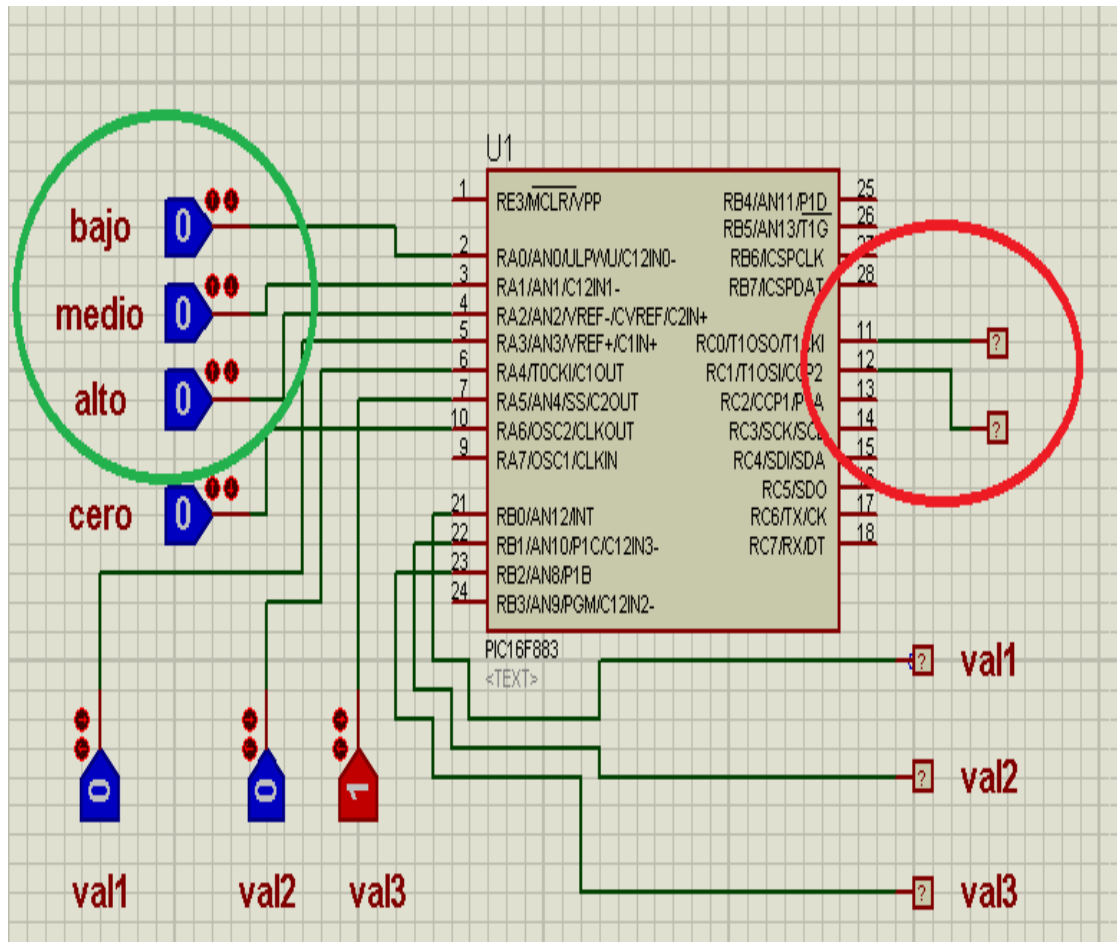 U1
bajo
0
medio
0
alto
0
cero
0
1
RE3/MCLR/VPP
2
RA0/AN0/ULPWU/C12IN0-
3
RA1/AN1/C12IN1-
4
RA2/AN2/VREF-/CVREF/C2IN+
5
RA3/AN3/VREF+/C1IN+
6
RA4/T0CKI/C1OUT
7
RA5/AN4/SS/C2OUT
10
RA6/OSC2/CLKOUT
9
RA7/OSC1/CLKIN
21
RB0/AN12/INT
22
RB1/AN10/P1C/C12IN3-
23
RB2/AN8/P1B
24
RB3/AN9/PGM/C12IN2-
25
RB4/AN11/P1D
26
RB5/AN13/T1G
27
RB6/ICSPCLK
28
RB7/ICSPDAT
11
RC0/T1OSO/T1CKI
?
12
RC1/T1OSI/CCP2
13
14
?
15
RC4/SDI/SDA
16
RC5/SDO
17
RC6/TX/CK
18
RC7/RX/DT
PIC16F883
<TEXT>
? val1
? val2
? val3
0
0
1
val1
val2
val3